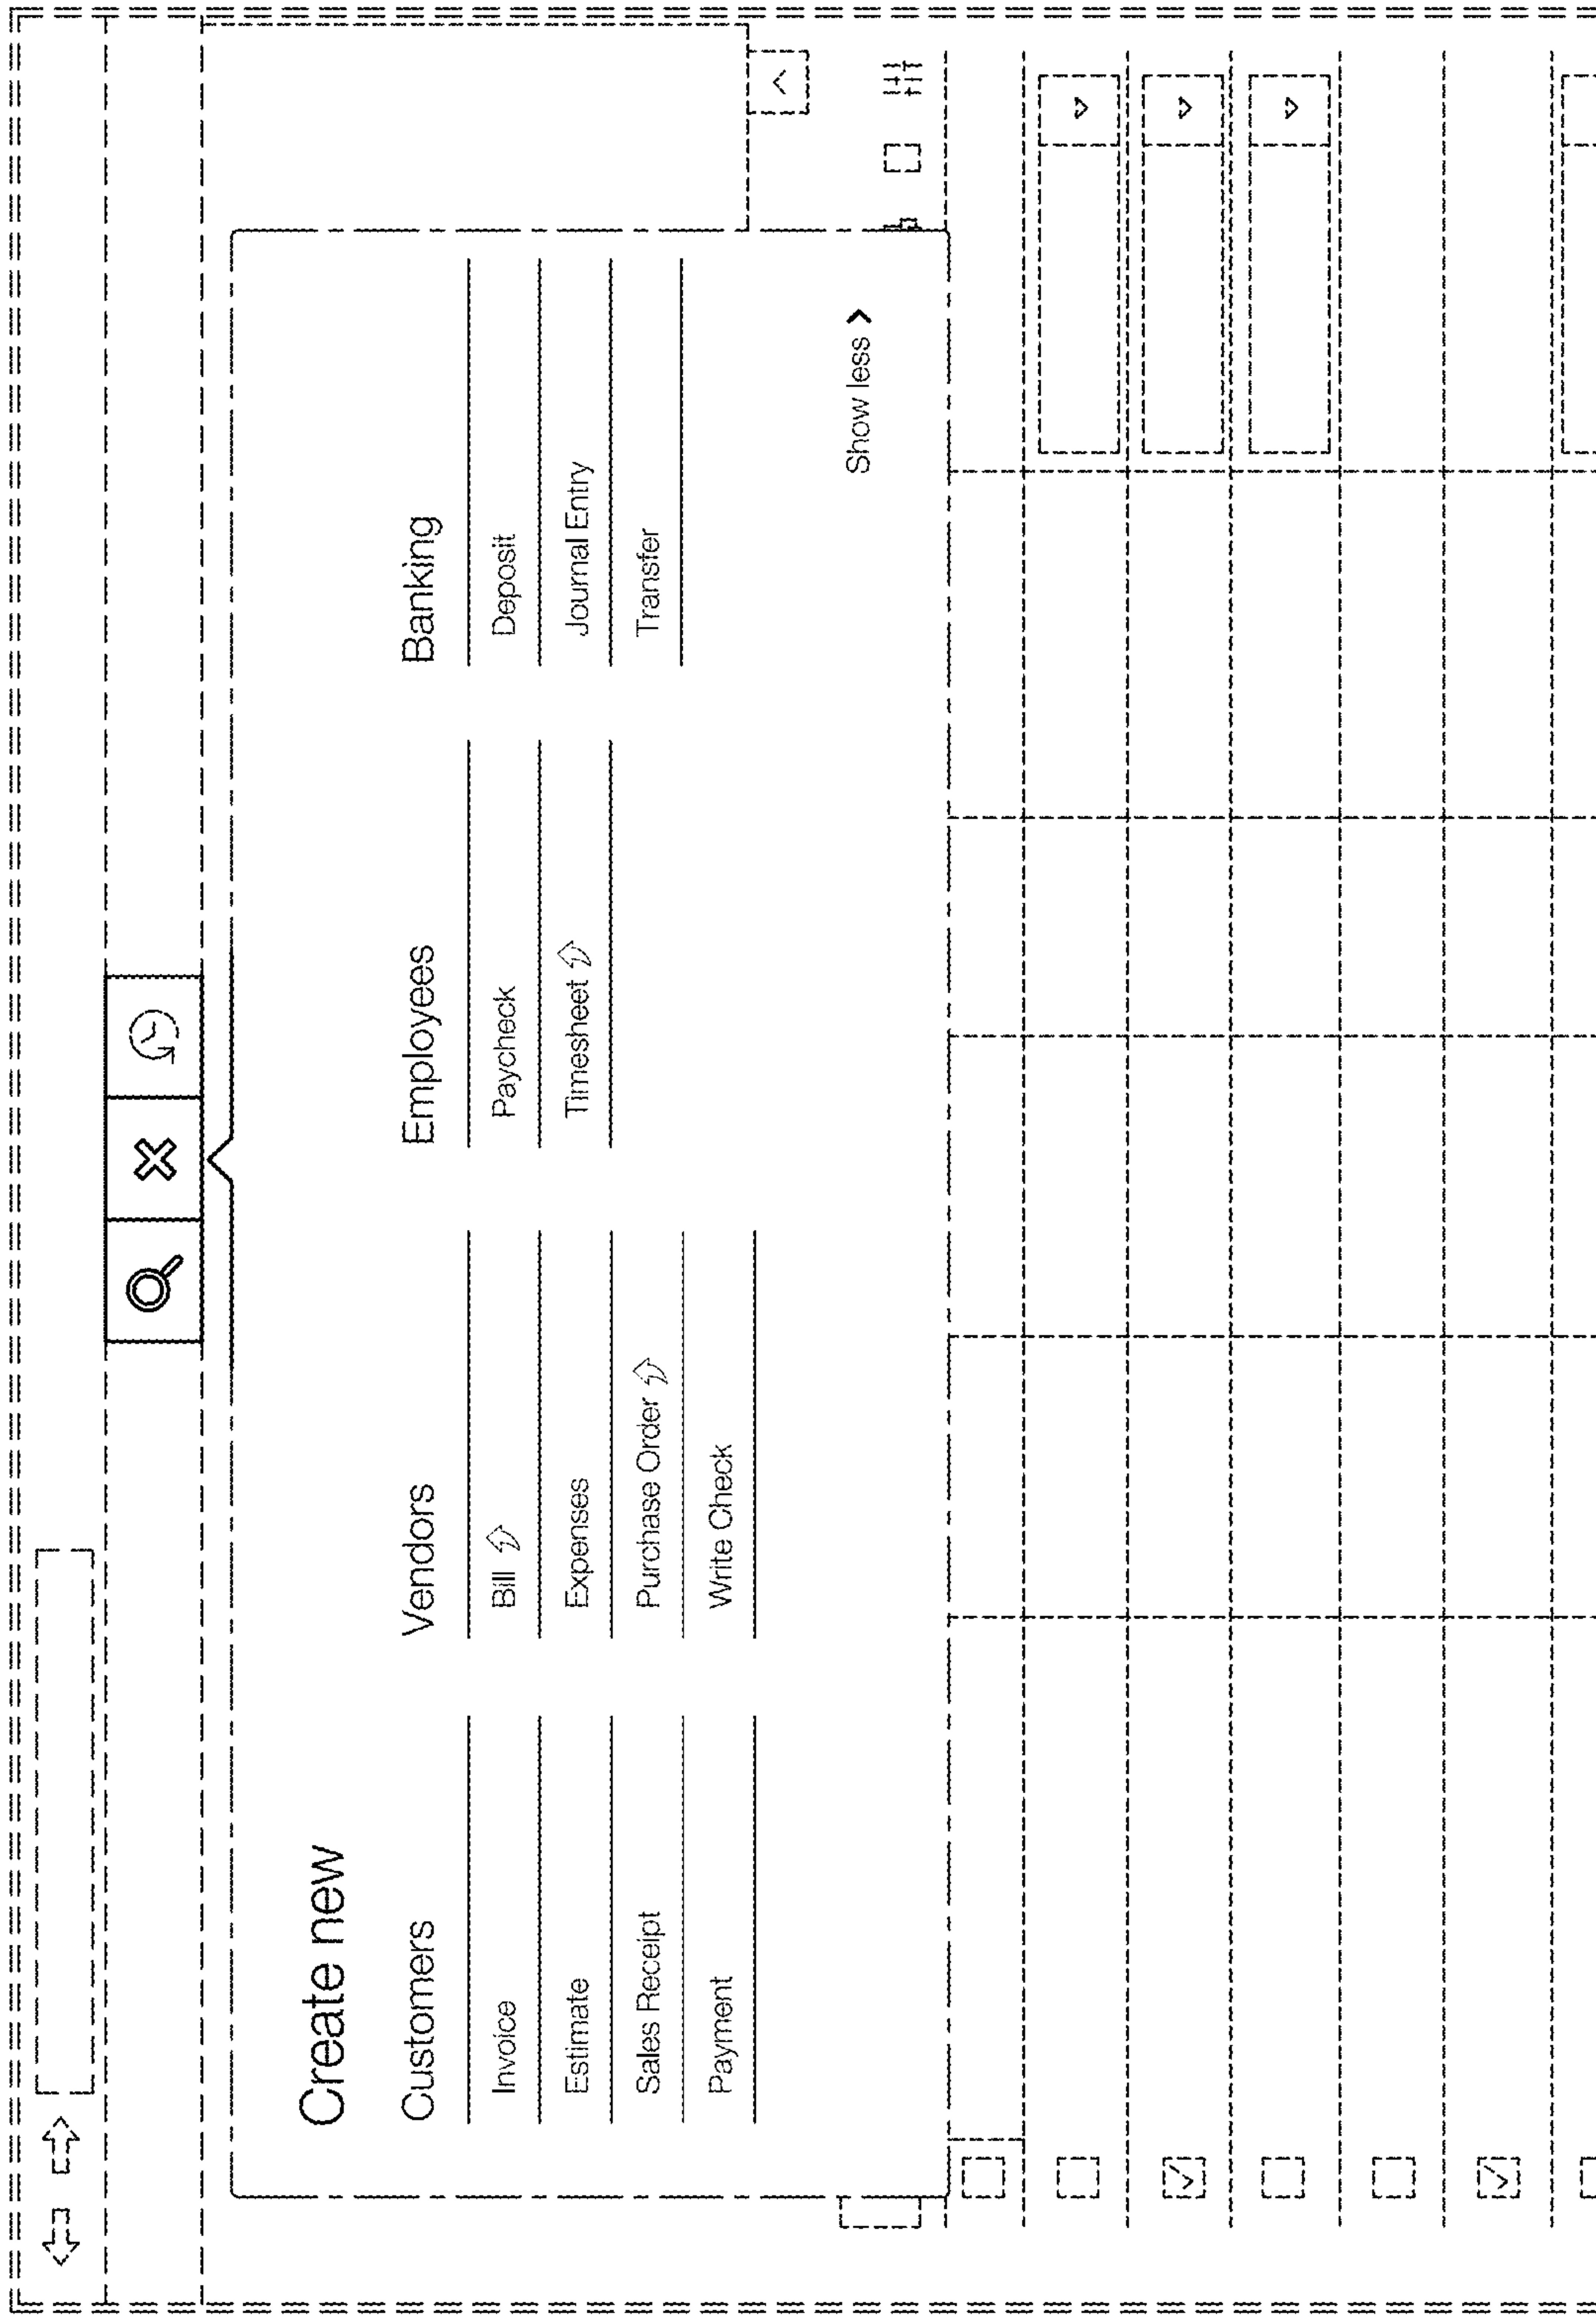 Create new
Customers
Invoice
Estimate
Sales Receipt
Payment
Vendors
Bill
Expenses
Purchase Order
Write Check
Employees
Paycheck
Timesheet
Banking
Deposit
Journal Entry
Transfer
Show less